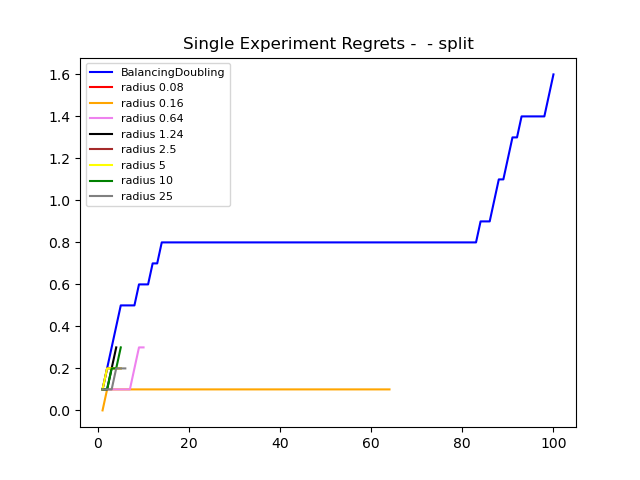 Single Experiment Regrets -  - split
BalancingDoubling
radius 0.08
radius 0.16
radius 0.64
radius 1.24
radius 2.5
radius 5
radius 10
radius 25
1.6
1.4
1.2
1.0
0.8
0.6
0.4
0.2
0.0
0 20 40 60 80 100